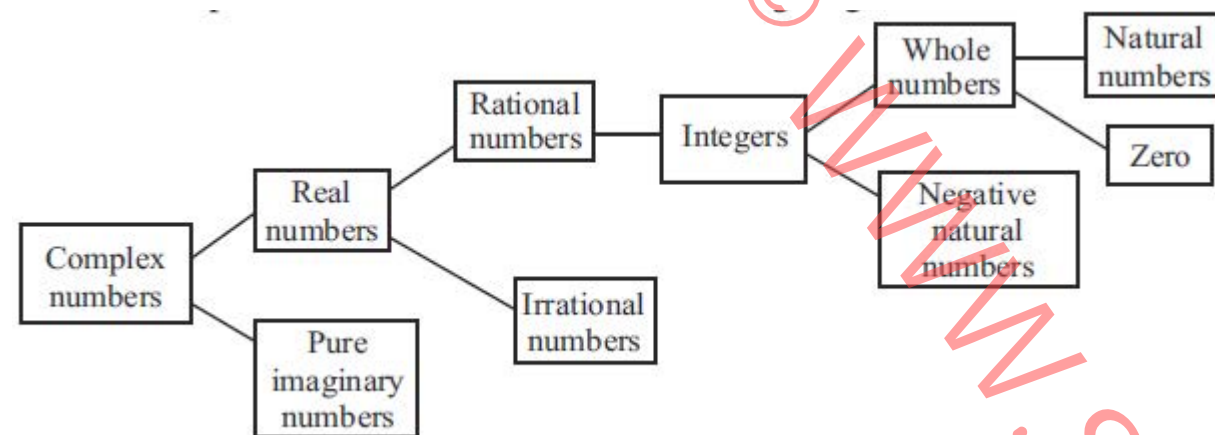 Complex
numbers
Real
numbers
Pure
imaginary
numbers
Rational
numbers
Irrational
numbers
Integers
Whole
numbers
Negative
natural
numbers
Natural
numbers
Zero
© WWW.